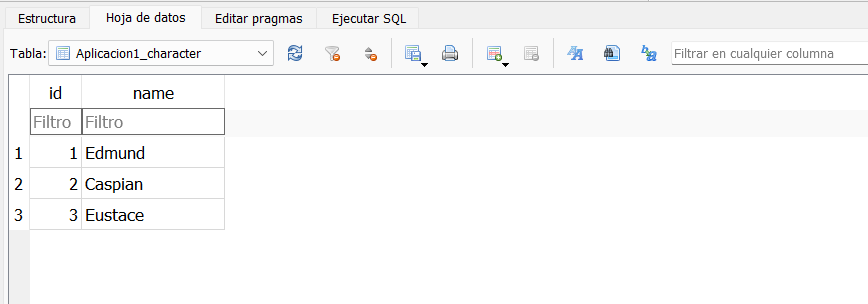 Estructura Hoja de datos Editar pragmas Ejecutar SQL
Tabla: Aplicacion1_character Filtrar en cualquier columna
id name
Filtro Filtro
1 1 Edmund
2 2 Caspian
3 3 Eustace